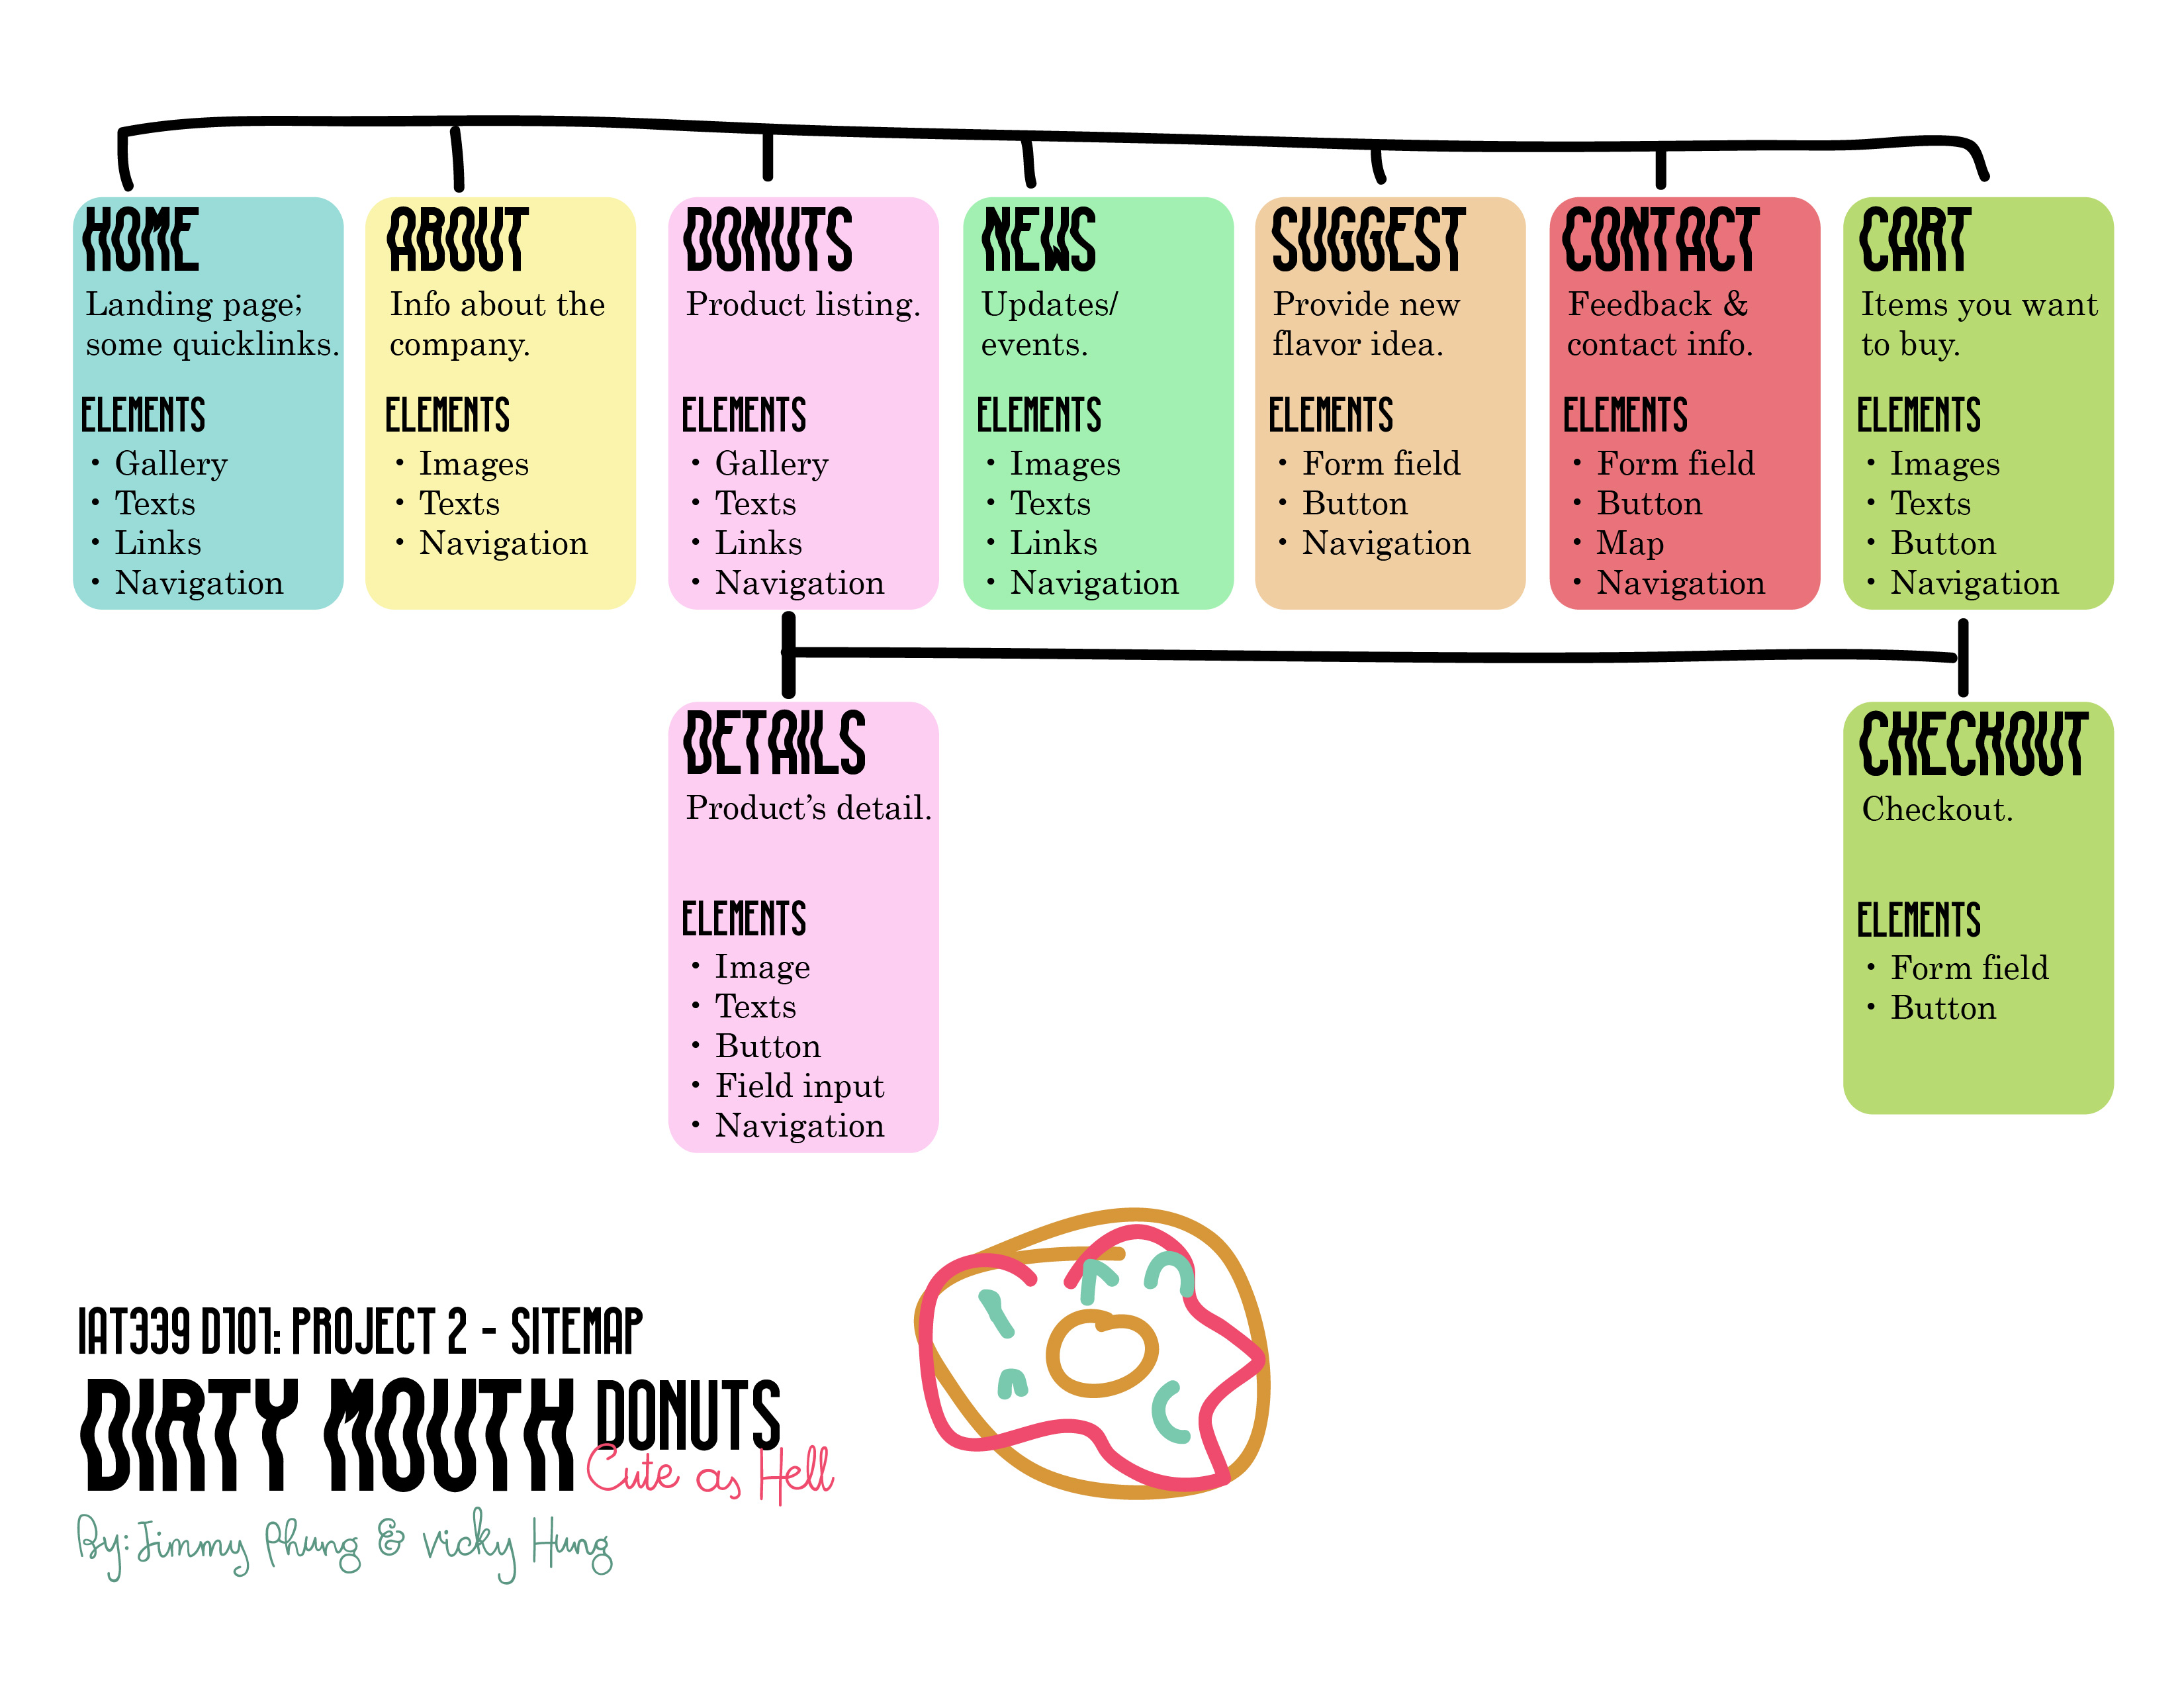 HOME
Landing page;
some quicklinks.
ELEMENTS
• Gallery
• Texts
• Links
• Navigation
ABOUT
Info about the
company.
ELEMENTS
• Images
• Texts
• Navigation
DONUTS
Product listing.
ELEMENTS
• Gallery
• Texts
• Links
• Navigation
NEWS
Updates/
events.
ELEMENTS
• Images
• Texts
• Links
• Navigation
SUGGEST
Provide new
flavor idea.
ELEMENTS
• Form field
• Button
• Navigation
CONTACT
Feedback &
contact info.
ELEMENTS
• Form field
• Button
• Map
• Navigation
CART
Items you want
to buy.
ELEMENTS
• Images
• Texts
• Button
• Navigation
DETAILS
Product’s detail.
ELEMENTS
• Image
• Texts
• Button
• Field input
• Navigation
CHECKOUT
Checkout.
ELEMENTS
• Form field
• Button
IAT339 D101: PROJECT 2 - SITEMAP
DIRTY MOUTH DONUTS
Cute as Hell
By: Jimmy Phung & Vicky Hung